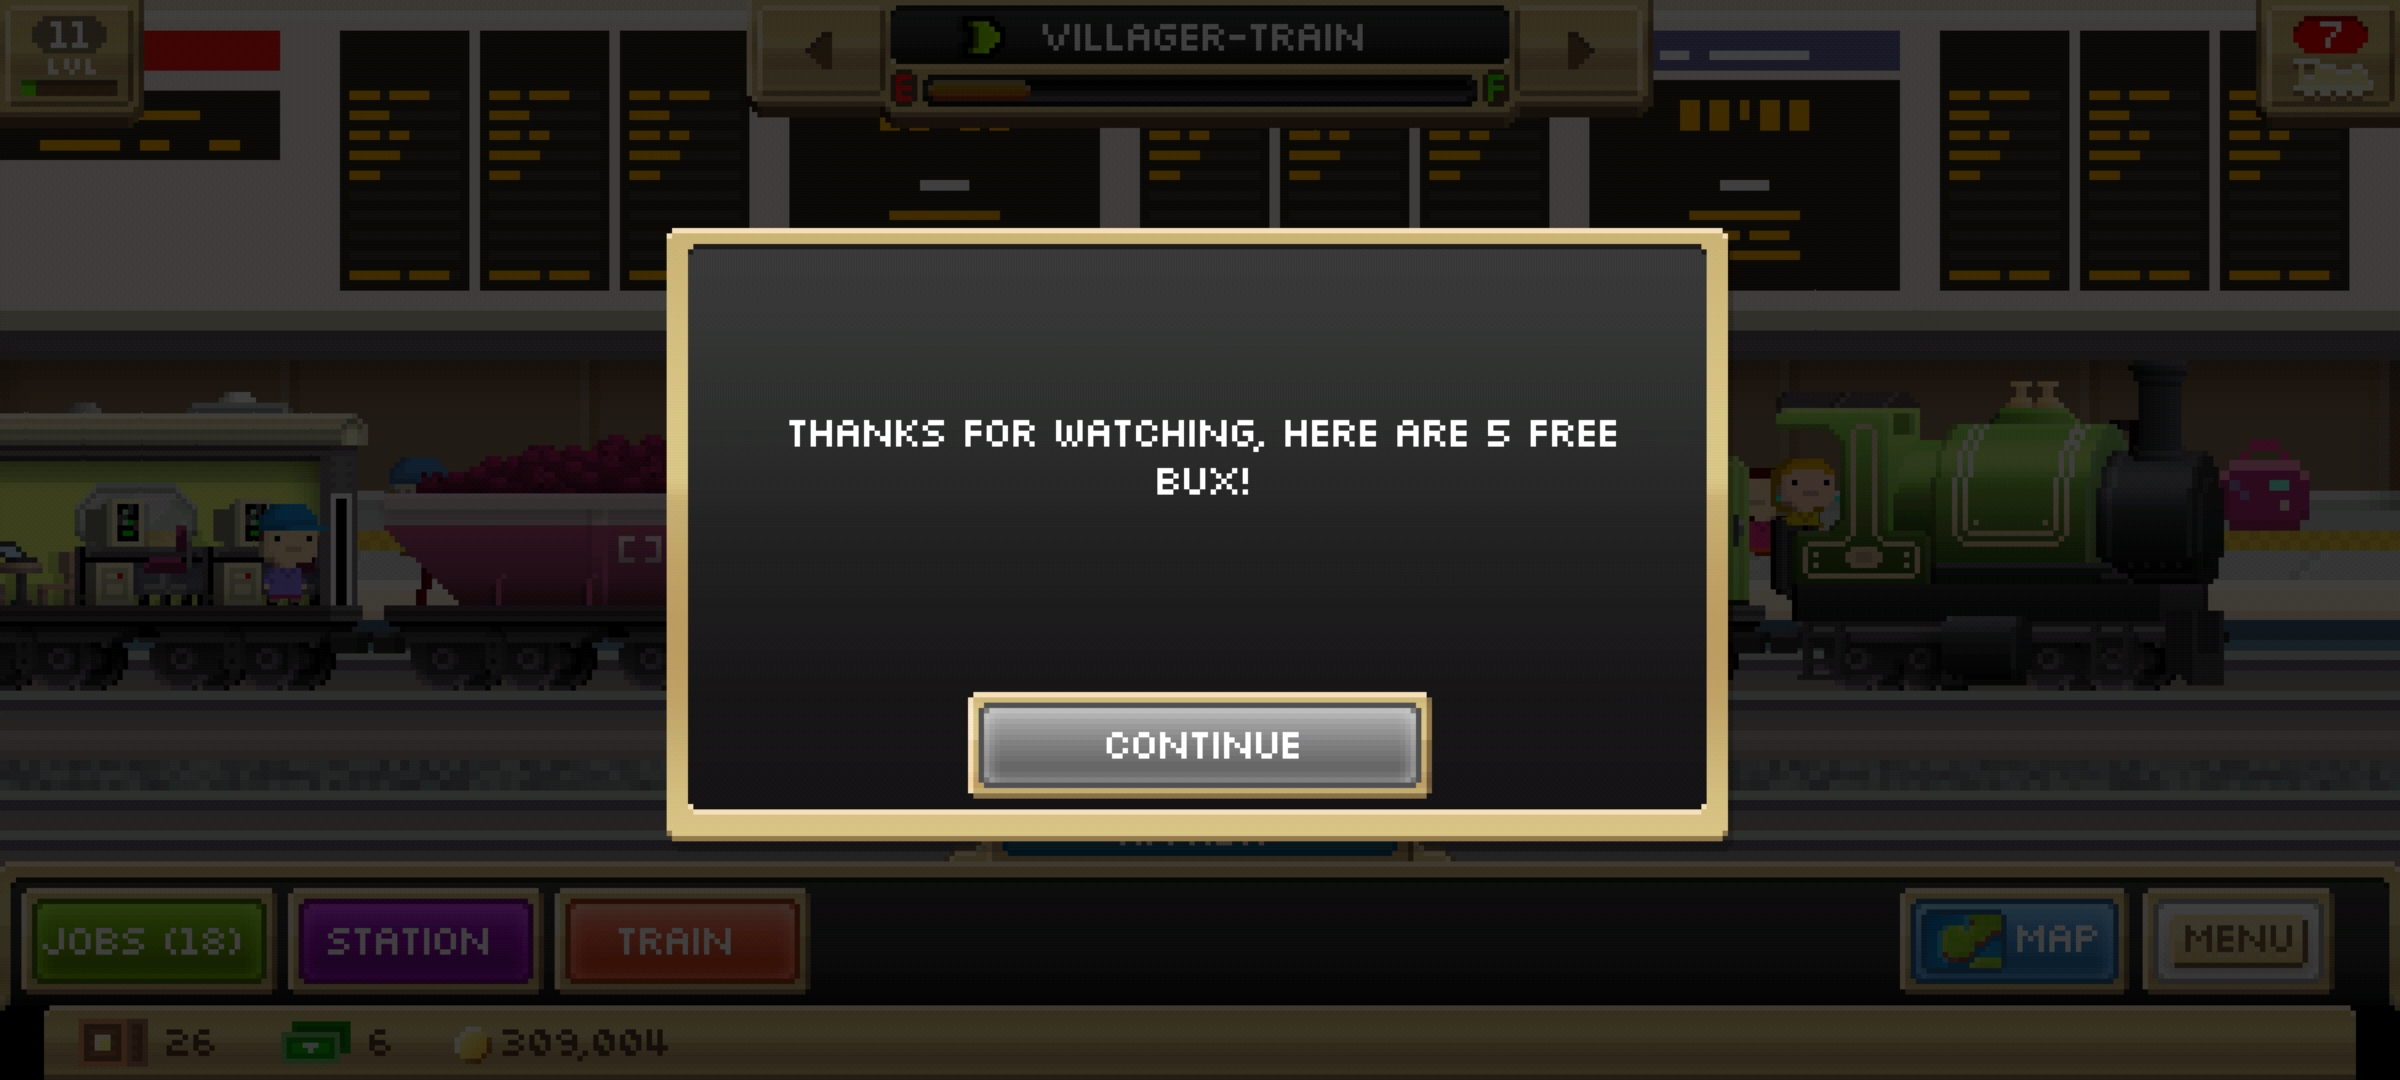 11
LVL
VILLAGER-TRAIN
E F
7
THANKS FOR WATCHING, HERE ARE 5 FREE
BUX!
CONTINUE
JOBS (18)
STATION
TRAIN
MAP
MENU
26
6
309,004